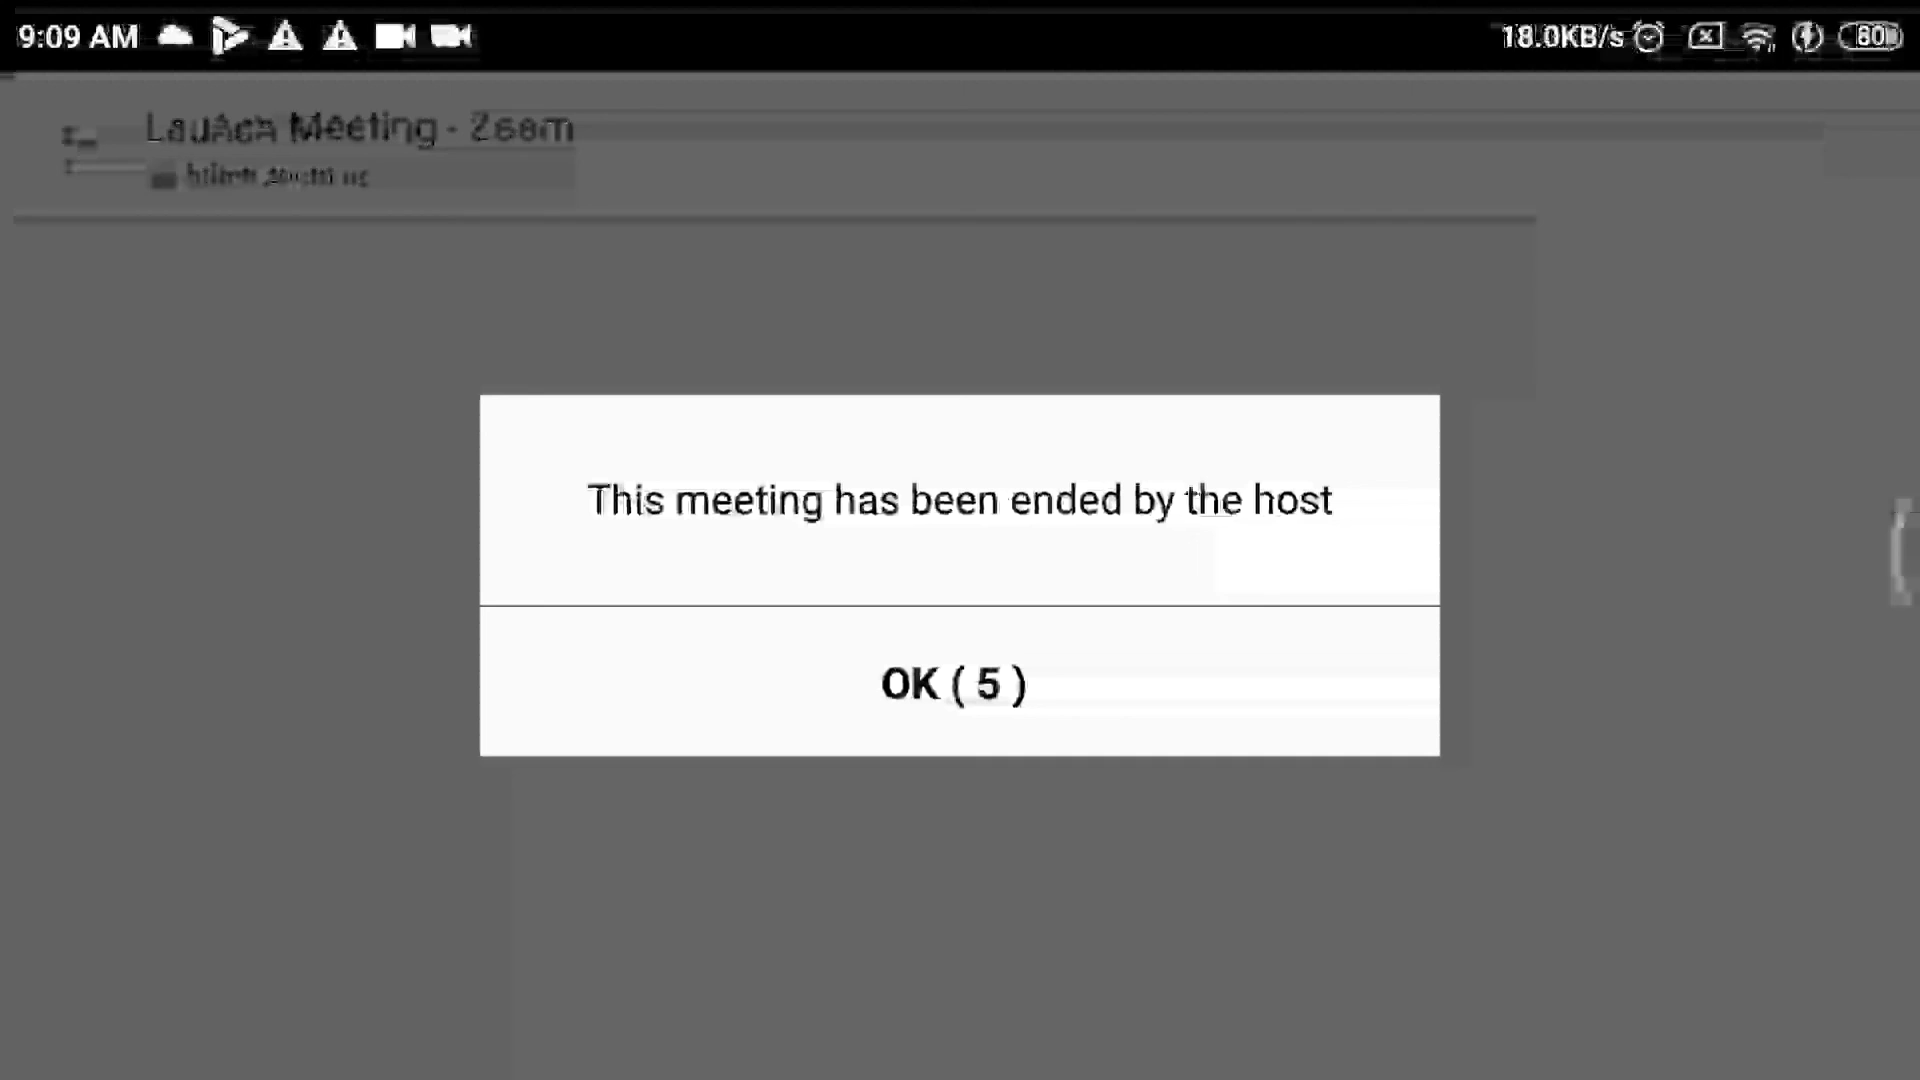 9:09 AM
18.0KB/s
80
Launch Meeting - Zoom
This meeting has been ended by the host
OK ( 5 )